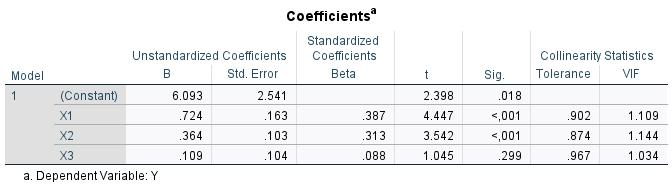 Coefficientsa
Standardized
Unstandardized Coefficients Coefficients Collinearity Statistics
Model B Std. Error Beta t Sig. Tolerance VIF
1 (Constant) 6.093 2.541 2.398 .018
X1 .724 .163 .387 4.447 <,001 .902 1.109
X2 .364 .103 .313 3.542 <,001 .874 1.144
X3 .109 .104 .088 1.045 .299 .967 1.034
a. Dependent Variable: Y